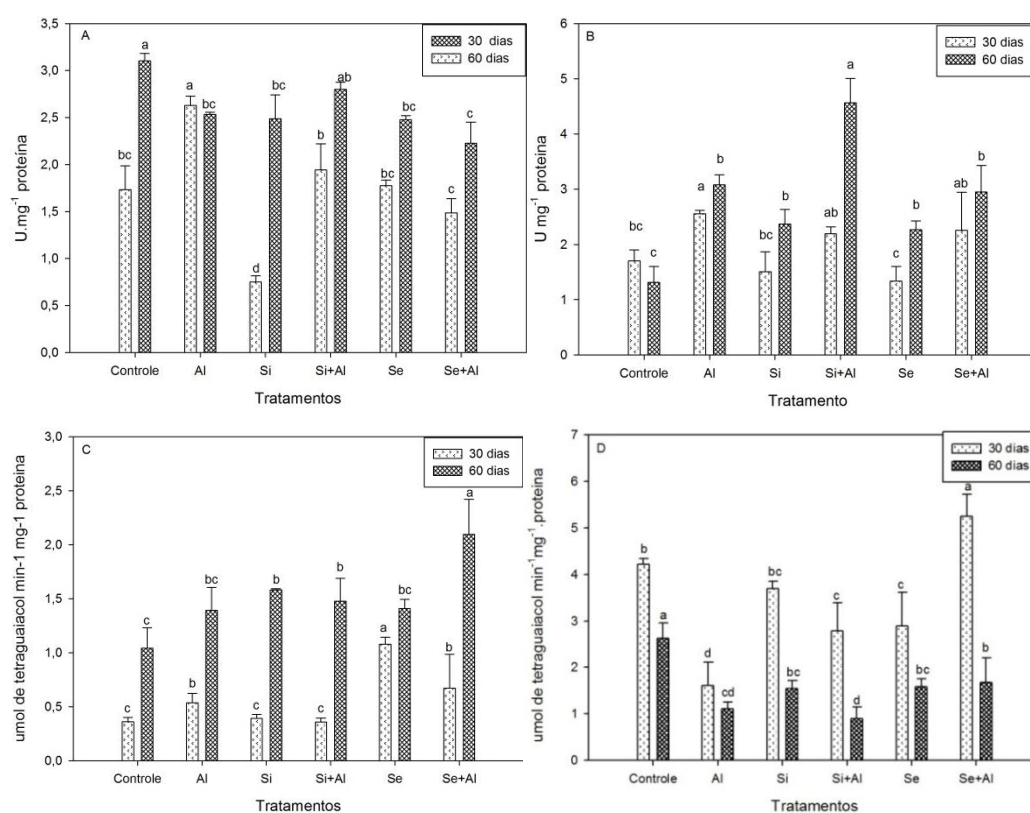 A
30 dias
60 dias
U.mg-1 proteína
3,5
3,0
2,5
2,0
1,5
1,0
0,5
0,0
bc
a
a
bc
d
bc
b
ab
bc
bc
c
c
Controle Al Si Si+Al Se Se+Al
Tratamentos
B
30 dias
60 dias
U mg-1 proteína
6
5
4
3
2
1
0
bc
c
a
b
bc
b
ab
a
c
b
ab
b
Controle Al Si Si+Al Se Se+Al
Tratamento
C
30 dias
60 dias
umol de tetraguaiacol min-1 mg-1 proteina
3,0
2,5
2,0
1,5
1,0
0,5
0,0
c
c
b
bc
c
b
c
b
a
bc
b
a
Controle Al Si Si+Al Se Se+Al
Tratamentos
D
30 dias
60 dias
umol de tetraguaiacol min-1mg-1.proteina
7
6
5
4
3
2
1
0
b
a
d
cd
bc
bc
c
d
c
bc
a
b
Controle Al Si Si+Al Se Se+Al
Tratamentos